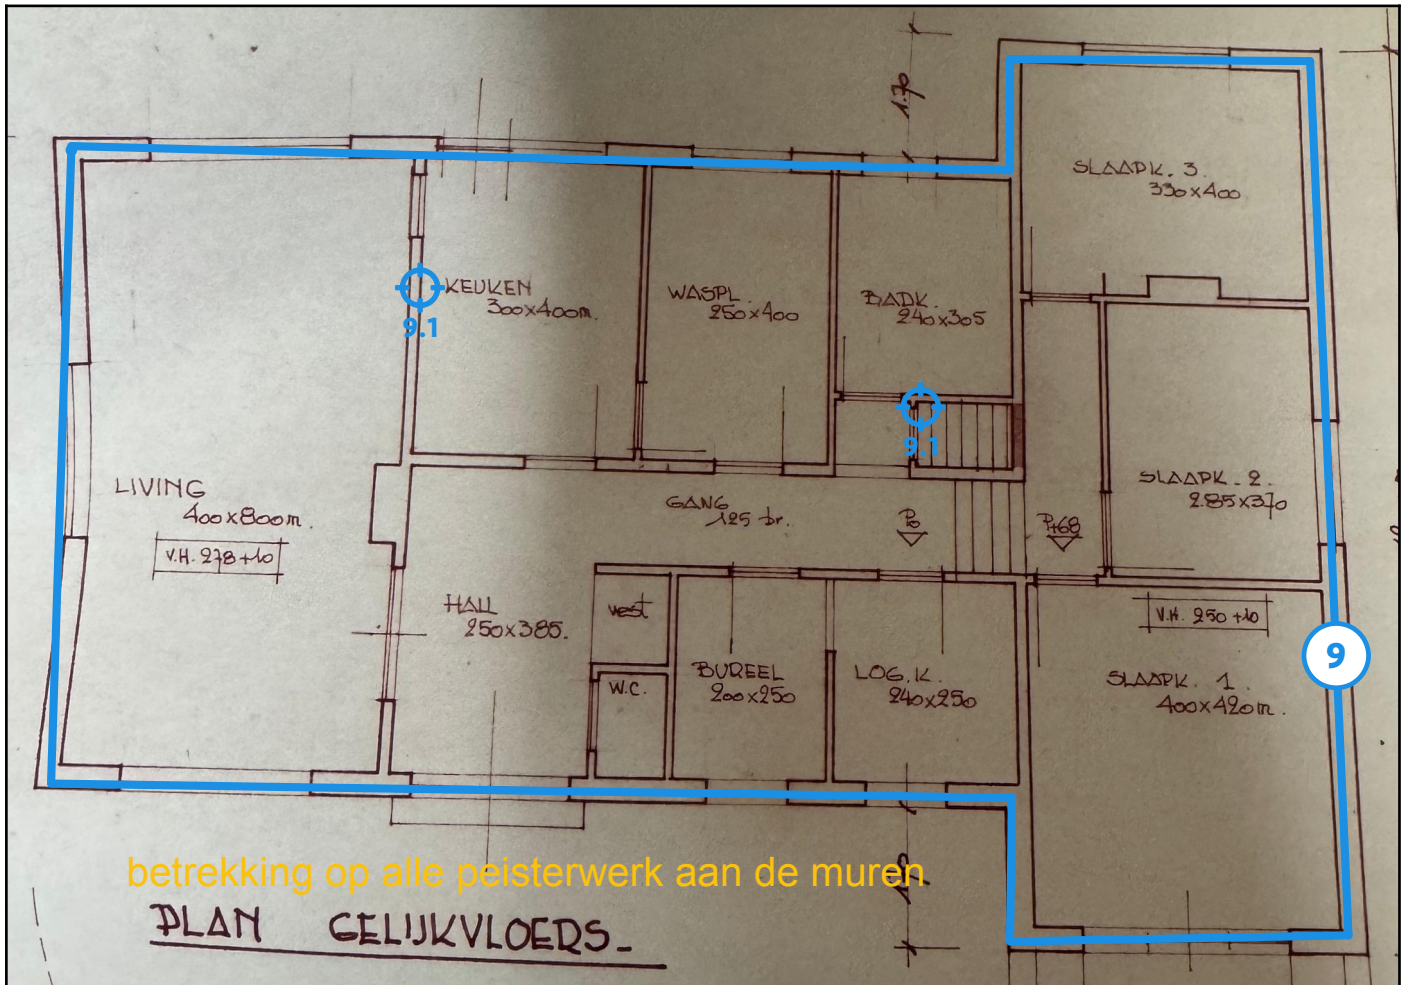 1.70
SLAAPK. 3.
330x400
KEUKEN
300x400m.
9.1
WASPL.
250x400
BADK.
240x305
9.1
LIVING
400x800m.
V.H. 278+10
GANG
125 br.
P+68
SLAAPK. 2.
2.85x370
HALL
250x385.
vest
W.C.
BUREEL
200x250
LOG.K.
240x250
V.H. 250+10
SLAAPK. 1.
400x420m.
9
betrekking op alle peisterwerk aan de muren
PLAN GELIJKVLOERS-